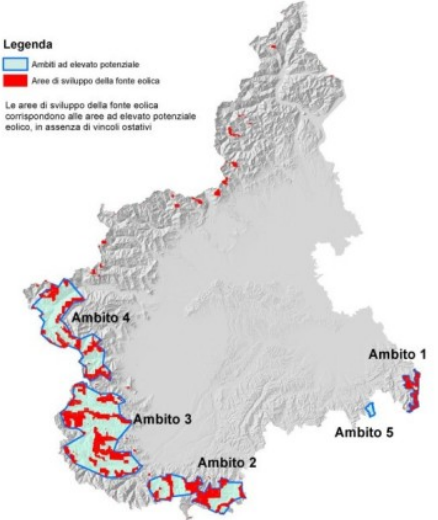 Legenda
Ambiti ad elevato potenziale
Aree di sviluppo della fonte eolica
Le aree di sviluppo della fonte eolica
corrispondono alle aree ad elevato potenziale
eolico, in assenza di vincoli ostativi
Ambito 4
Ambito 1
Ambito 3
Ambito 5
Ambito 2